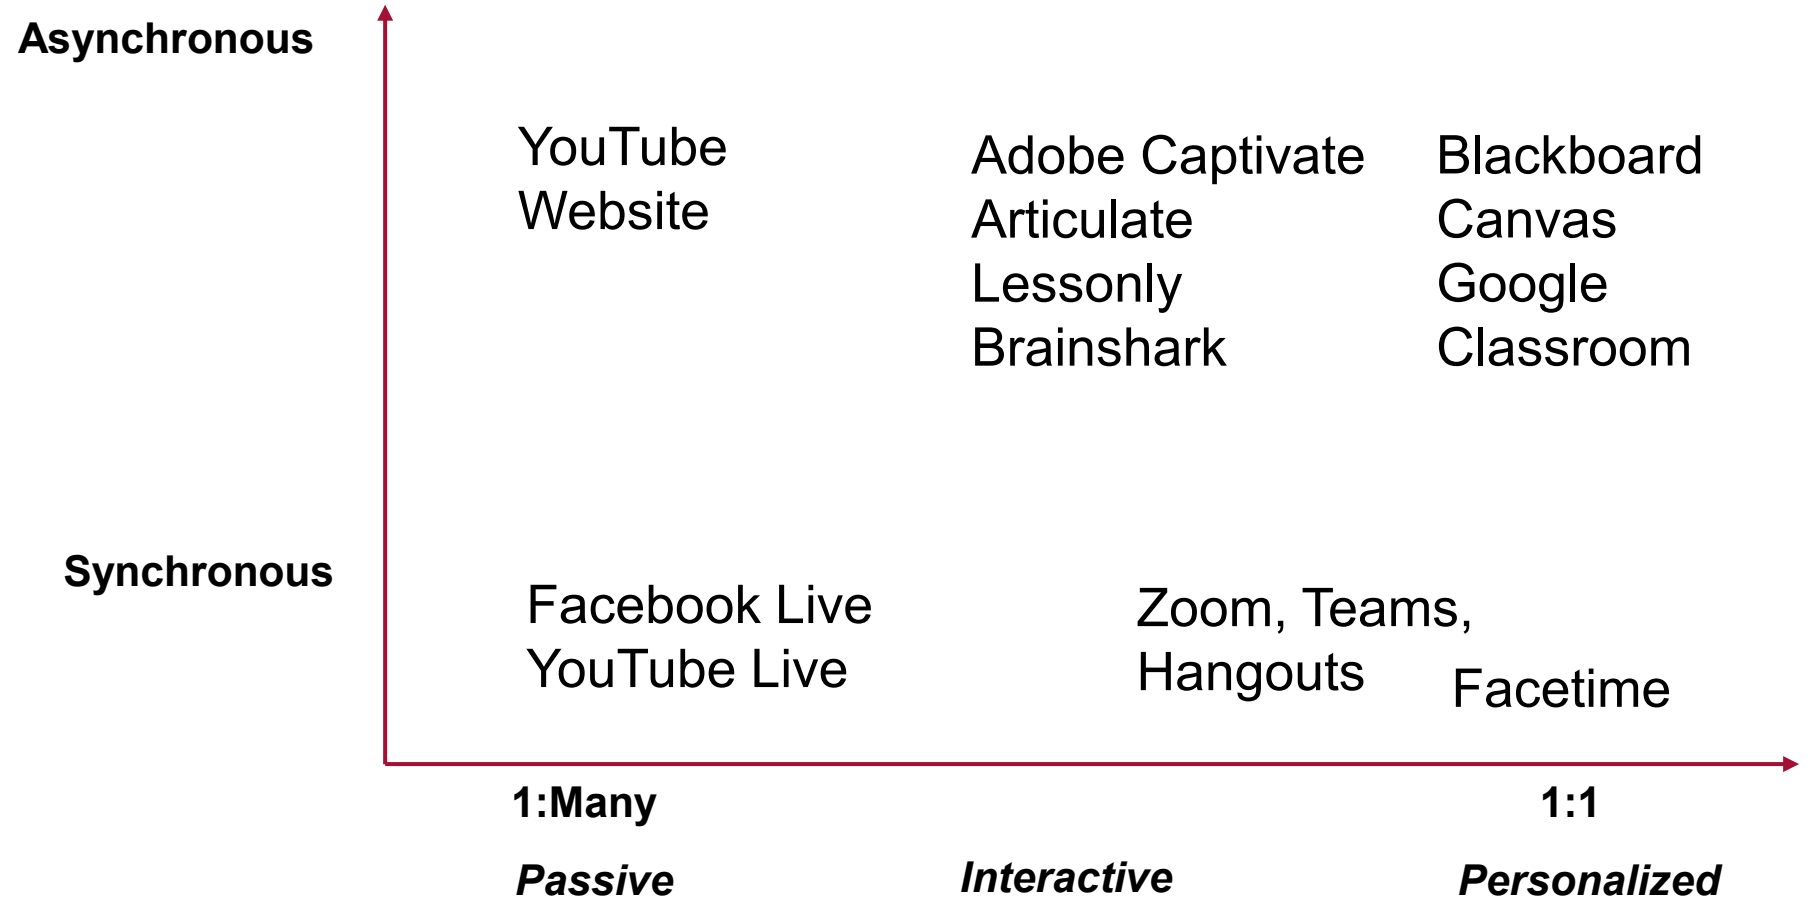 Asynchronous
YouTube
Website
Adobe Captivate
Articulate
Lessonly
Brainshark
Blackboard
Canvas
Google
Classroom
Synchronous
Facebook Live
YouTube Live
Zoom, Teams,
Hangouts
Facetime
1:Many
1:1
Passive
Interactive
Personalized